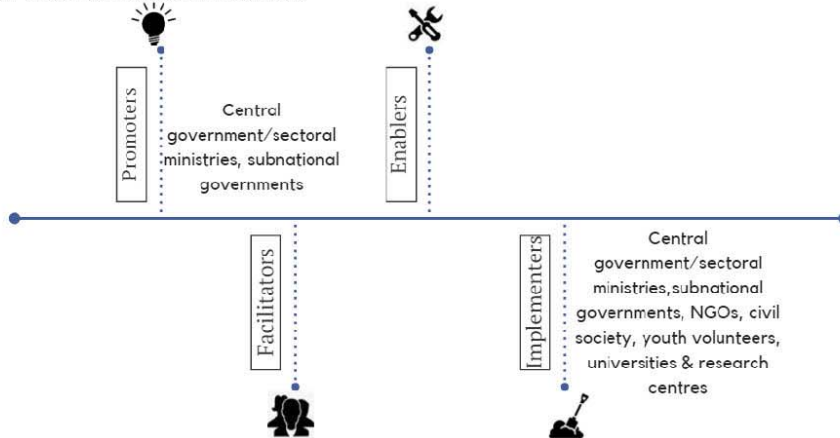 Promoters
Central
government/sectoral
ministries, subnational
governments
Enablers
Facilitators
Implementers
Central
government/sectoral
ministries,subnational
governments, NGOs, civil
society, youth volunteers,
universities & research
centres